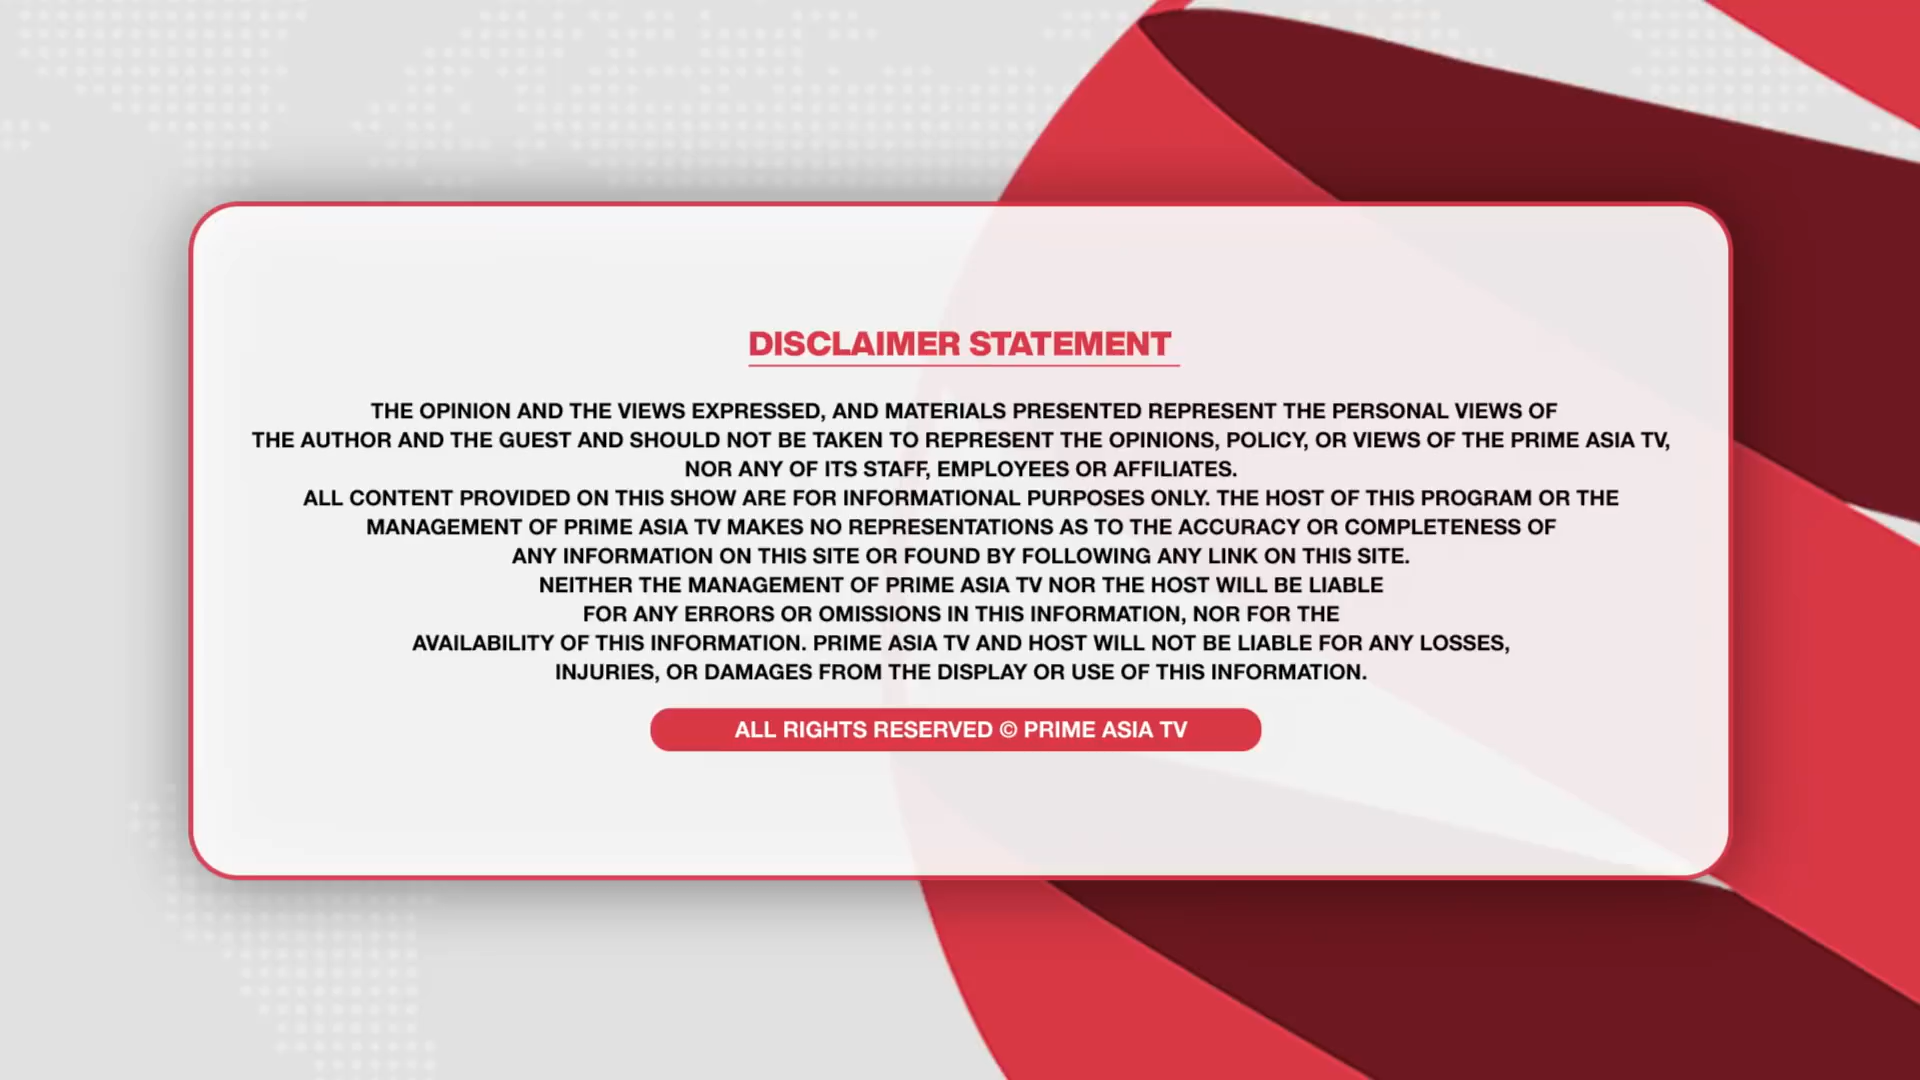 DISCLAIMER STATEMENT
THE OPINION AND THE VIEWS EXPRESSED, AND MATERIALS PRESENTED REPRESENT THE PERSONAL VIEWS OF
THE AUTHOR AND THE GUEST AND SHOULD NOT BE TAKEN TO REPRESENT THE OPINIONS, POLICY, OR VIEWS OF THE PRIME ASIA TV,
NOR ANY OF ITS STAFF, EMPLOYEES OR AFFILIATES.
ALL CONTENT PROVIDED ON THIS SHOW ARE FOR INFORMATIONAL PURPOSES ONLY. THE HOST OF THIS PROGRAM OR THE
MANAGEMENT OF PRIME ASIA TV MAKES NO REPRESENTATIONS AS TO THE ACCURACY OR COMPLETENESS OF
ANY INFORMATION ON THIS SITE OR FOUND BY FOLLOWING ANY LINK ON THIS SITE.
NEITHER THE MANAGEMENT OF PRIME ASIA TV NOR THE HOST WILL BE LIABLE
FOR ANY ERRORS OR OMISSIONS IN THIS INFORMATION, NOR FOR THE
AVAILABILITY OF THIS INFORMATION. PRIME ASIA TV AND HOST WILL NOT BE LIABLE FOR ANY LOSSES,
INJURIES, OR DAMAGES FROM THE DISPLAY OR USE OF THIS INFORMATION.
ALL RIGHTS RESERVED © PRIME ASIA TV